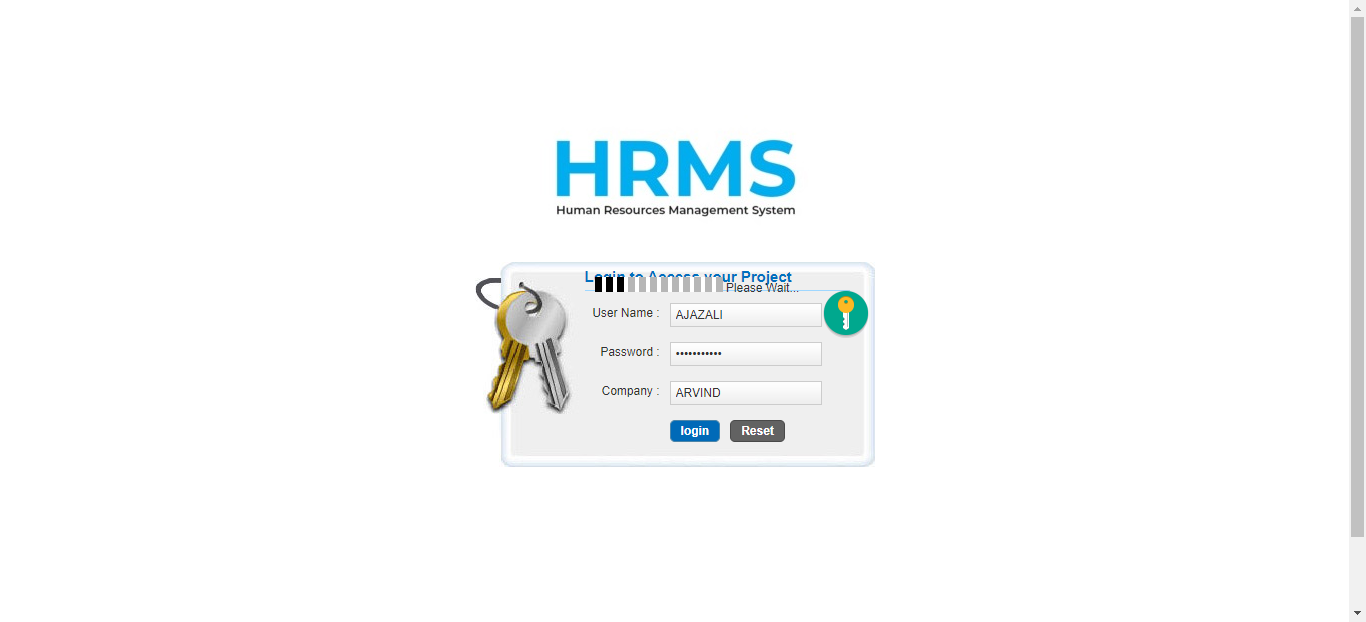 HRMS
Human Resources Management System
Login to Access your Project
Please Wait...
User Name : AJAZALI
Password : •••••••••••
Company : ARVIND
login Reset